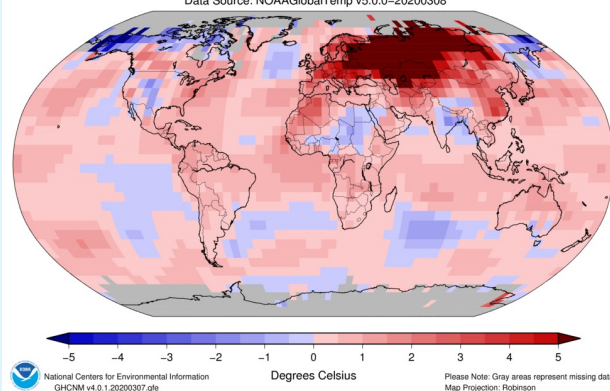 Data Source: NOAAGlobalTemp v5.0.0–20200308
−5 −4 −3 −2 −1 0 1 2 3 4 5
Degrees Celsius
National Centers for Environmental Information
GHCNM v4.0.1.20200307.qfe
Please Note: Gray areas represent missing data
Map Projection: Robinson